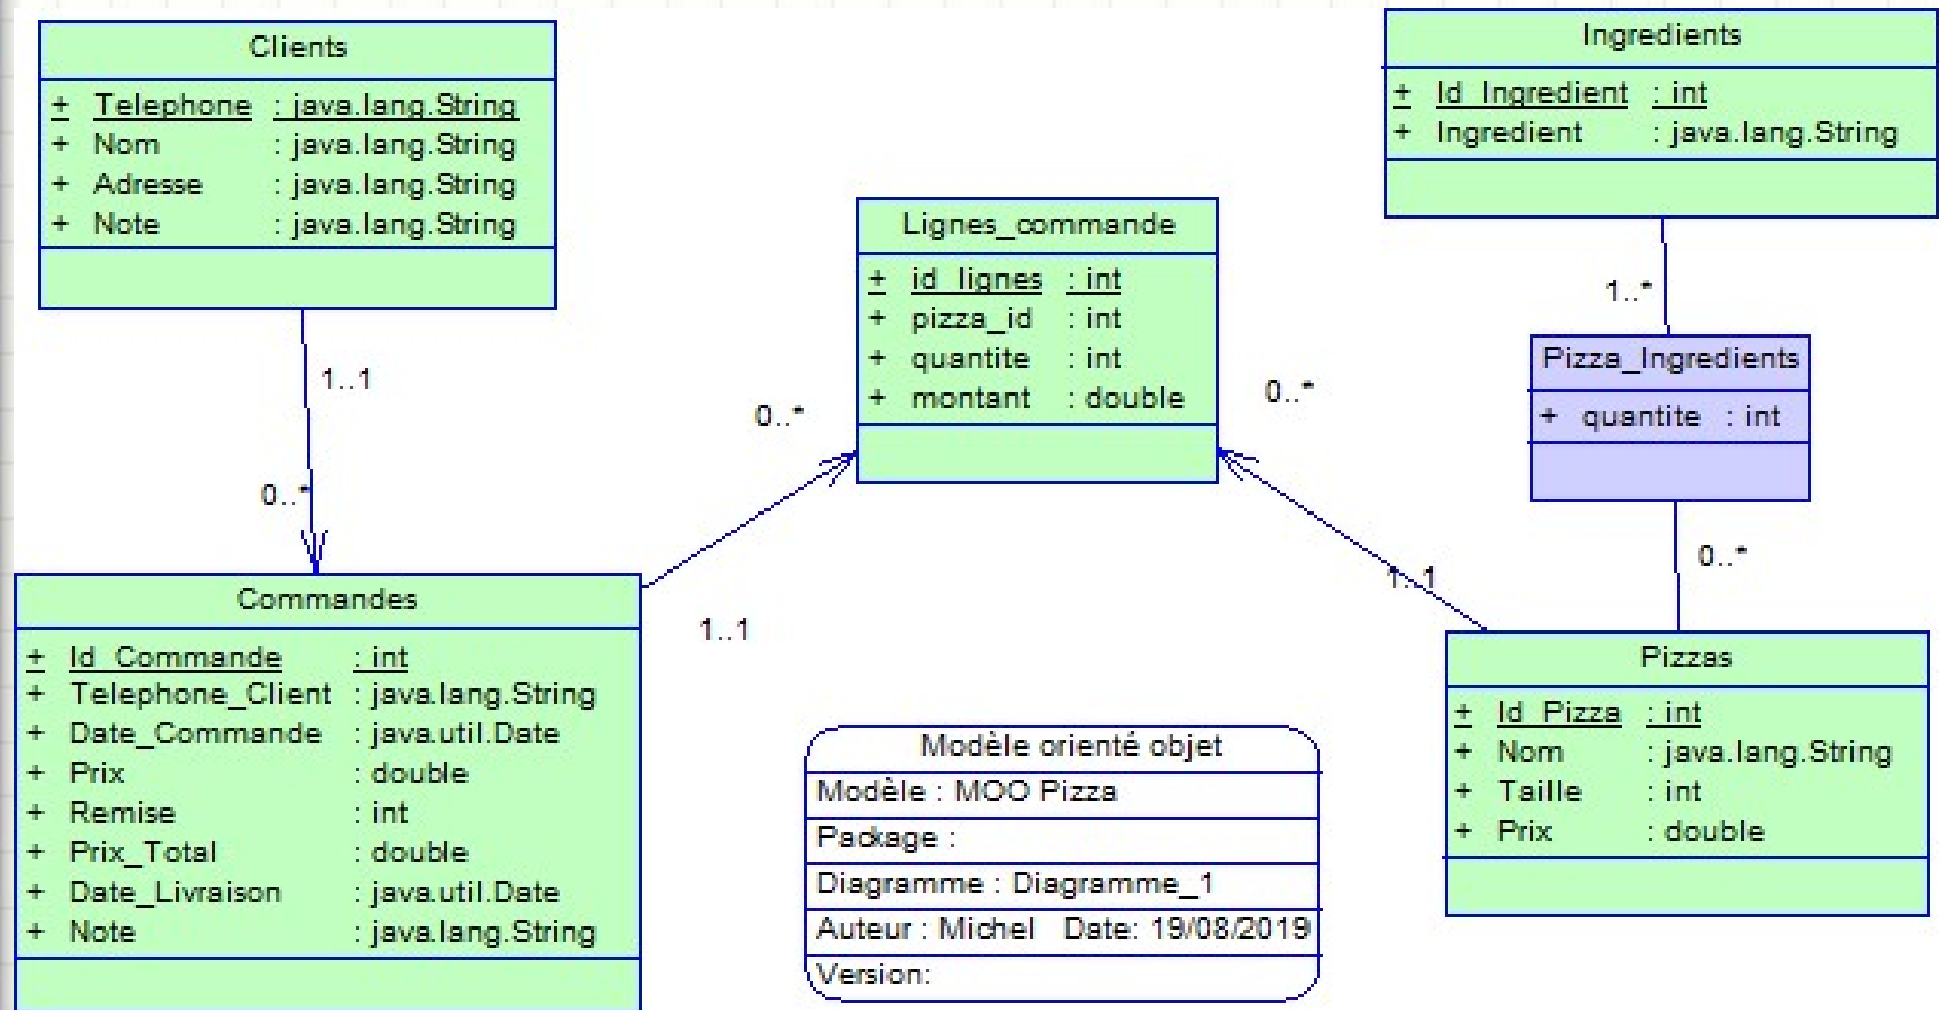 Clients
+ Telephone : java.lang.String
+ Nom : java.lang.String
+ Adresse : java.lang.String
+ Note : java.lang.String
Ingredients
+ Id_Ingredient : int
+ Ingredient : java.lang.String
Lignes_commande
+ id_lignes : int
+ pizza_id : int
+ quantite : int
+ montant : double
1..*
Pizza_Ingredients
+ quantite : int
1..1
0..*
0..*
0..*
0..*
1..1
1..1
Commandes
+ Id_Commande : int
+ Telephone_Client : java.lang.String
+ Date_Commande : java.util.Date
+ Prix : double
+ Remise : int
+ Prix_Total : double
+ Date_Livraison : java.util.Date
+ Note : java.lang.String
Pizzas
+ Id_Pizza : int
+ Nom : java.lang.String
+ Taille : int
+ Prix : double
Modèle orienté objet
Modèle : MOO Pizza
Package :
Diagramme : Diagramme_1
Auteur : Michel Date: 19/08/2019
Version: